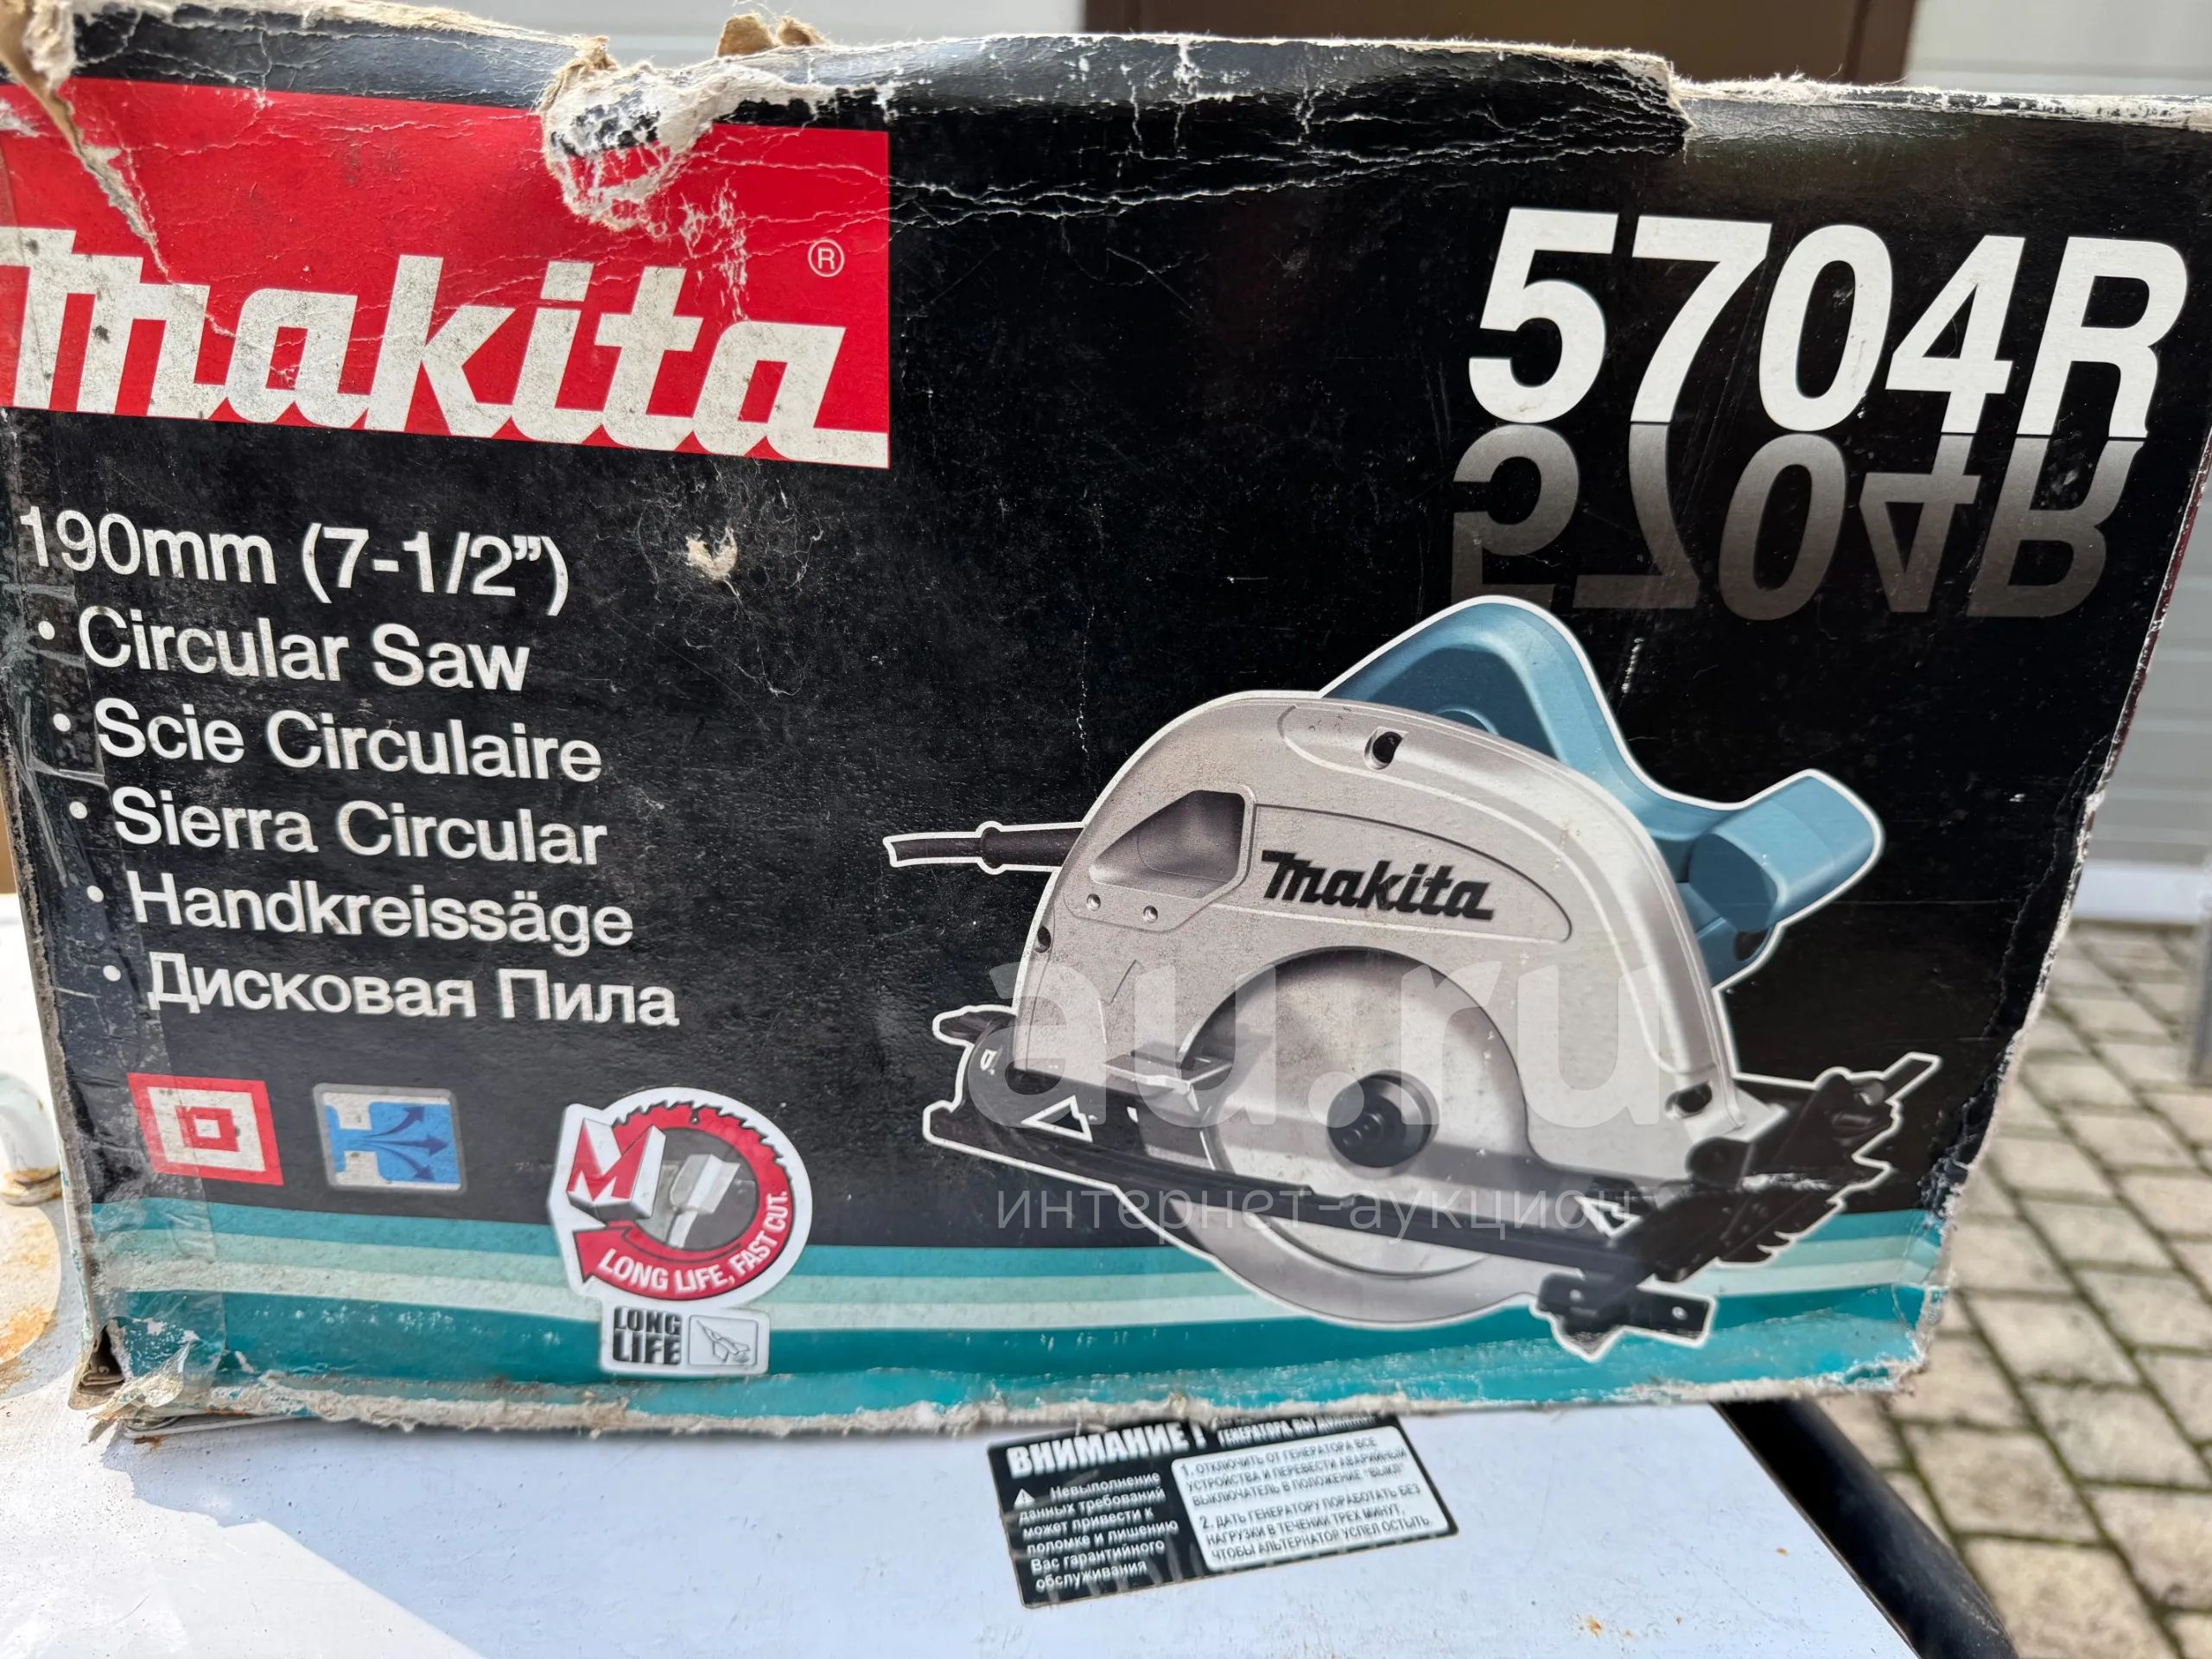 makita®
5704R
190mm (7-1/2")
• Circular Saw
• Scie Circulaire
• Sierra Circular
• Handkreissäge
• Дисковая Пила
makita
au.ru
интернет-аукцион
M
LONG LIFE, FAST CUT.
LONG
LIFE
ВНИМАНИЕ!
Невыполнение
данных требований
может привести к
поломке и лишению
Вас гарантийного
обслуживания
ГЕНЕРАТОРА
1. ОТКЛЮЧИТЬ ОТ ГЕНЕРАТОРА ВСЕ
УСТРОЙСТВА И ПЕРЕВЕСТИ АВАРИЙНЫЙ
ВЫКЛЮЧАТЕЛЬ В ПОЛОЖЕНИЕ "ВЫКЛ"
2. ДАТЬ ГЕНЕРАТОРУ ПОРАБОТАТЬ БЕЗ
НАГРУЗКИ В ТЕЧЕНИИ ТРЕХ МИНУТ,
ЧТОБЫ АЛЬТЕРНАТОР УСПЕЛ ОСТЫТЬ.